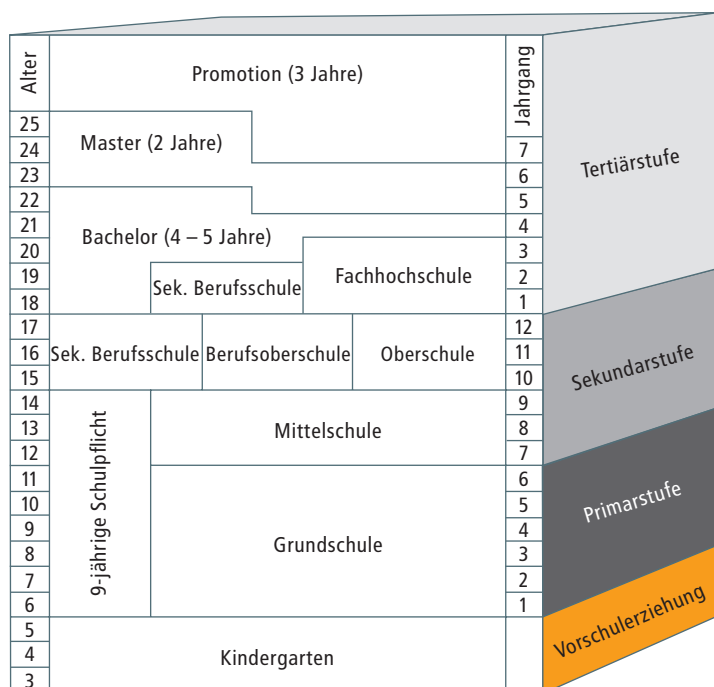 Alter
Promotion (3 Jahre)
Jahrgang
25
24
Master (2 Jahre)
7
23
6
22
5
21
4
Bachelor (4 – 5 Jahre)
20
3
19
Sek. Berufsschule
Fachhochschule
2
18
1
Tertiärstufe
17
12
16
Sek. Berufsschule
Berufsoberschule
Oberschule
11
15
10
Sekundarstufe
14
9
13
Mittelschule
8
12
7
9-jährige Schulpflicht
11
6
10
5
9
Grundschule
4
8
3
7
2
6
1
Primarstufe
5
4
Kindergarten
3
Vorschulerziehung